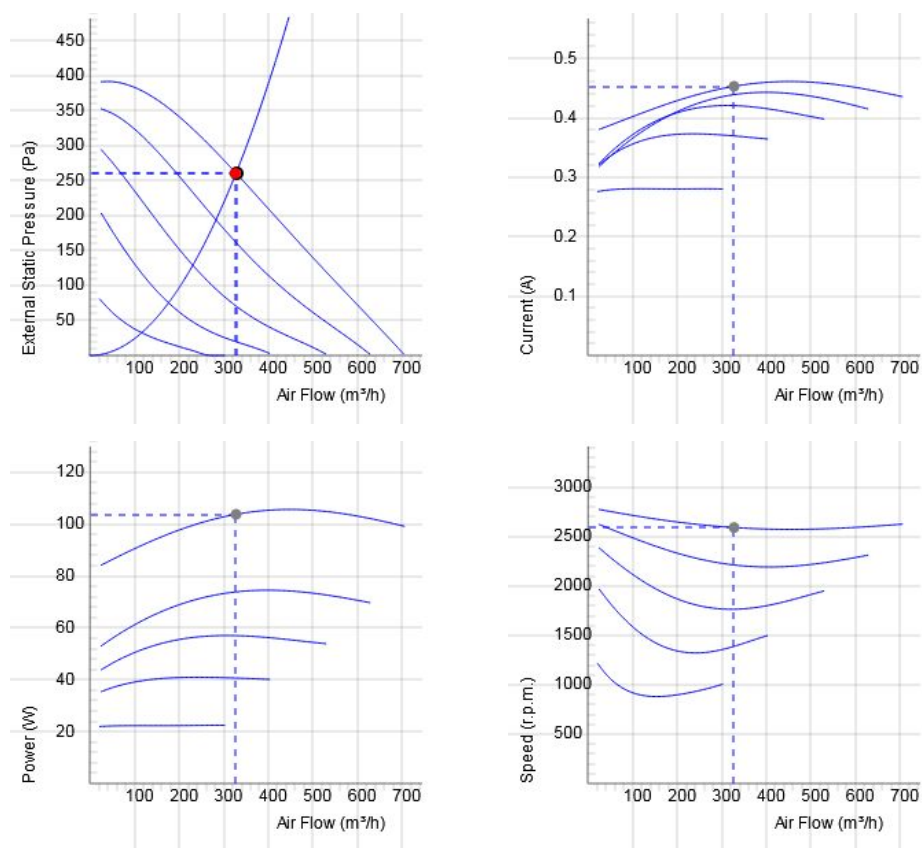 450
400
350
300
250
200
150
100
50
External Static Pressure (Pa)
100 200 300 400 500 600 700
Air Flow (m³/h)
0.5
0.4
0.3
0.2
0.1
Current (A)
100 200 300 400 500 600 700
Air Flow (m³/h)
120
100
80
60
40
20
Power (W)
100 200 300 400 500 600 700
Air Flow (m³/h)
3000
2500
2000
1500
1000
500
Speed (r.p.m.)
100 200 300 400 500 600 700
Air Flow (m³/h)